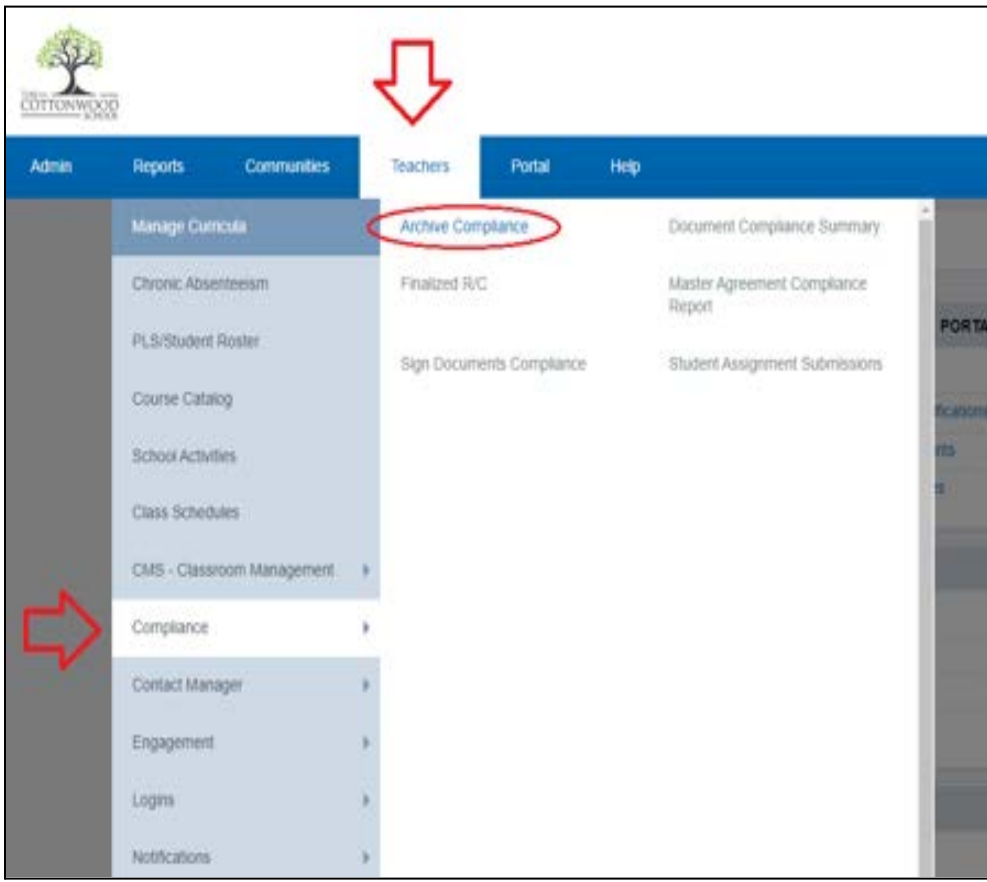 COTTONWOOD
SCHOOL
Admin Reports Communities Teachers Portal Help
Manage Curricula
Chronic Absenteeism
PLS/Student Roster
Course Catalog
School Activities
Class Schedules
CMS - Classroom Management
Compliance
Contact Manager
Engagement
Logins
Notifications
Archive Compliance
Document Compliance Summary
Finalized R/C
Master Agreement Compliance
Report
Sign Documents Compliance
Student Assignment Submissions
PORTA